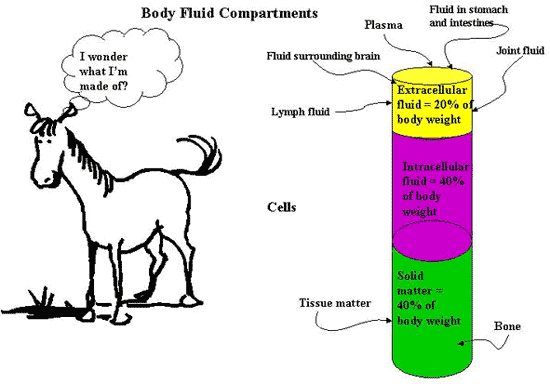 Body Fluid Compartments
I wonder
what I'm
made of?
Plasma
Fluid in stomach
and intestines
Fluid surrounding brain
Joint fluid
Lymph fluid
Extracellular
fluid = 20% of
body weight
Intracellular
fluid = 40%
of body
weight
Cells
Solid
matter =
40% of
body weight
Tissue matter
Bone